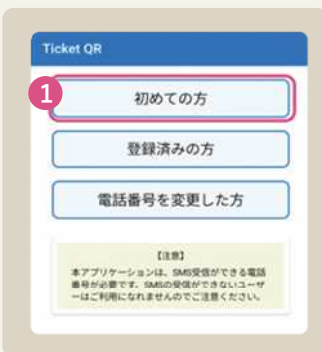 Ticket QR
1
初めての方
登録済みの方
電話番号を変更した方
【注意】
本アプリケーションは、SMS受信ができる電話
番号が必要です。SMSの受信ができないユーザ
ーはご利用になれませんのでご注意ください。